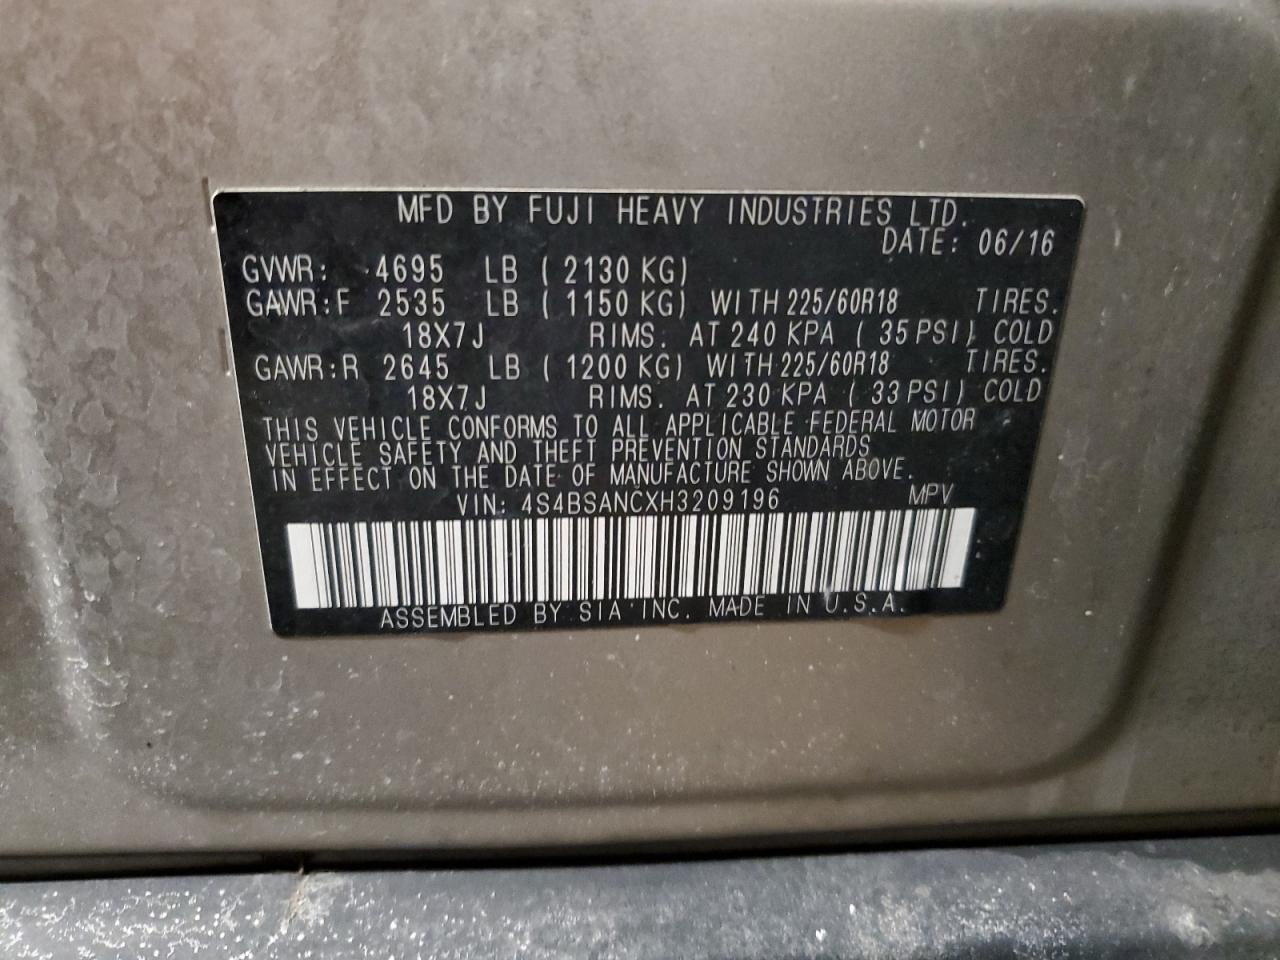 MFD BY FUJI HEAVY INDUSTRIES LTD.
DATE: 06/16
GVWR: 4695 LB ( 2130 KG)
GAWR:F 2535 LB ( 1150 KG) WITH 225/60R18 TIRES.
18X7J RIMS. AT 240 KPA ( 35 PSI) COLD
GAWR:R 2645 LB ( 1200 KG) WITH 225/60R18 TIRES.
18X7J RIMS. AT 230 KPA ( 33 PSI) COLD
THIS VEHICLE CONFORMS TO ALL APPLICABLE FEDERAL MOTOR
VEHICLE SAFETY AND THEFT PREVENTION STANDARDS
IN EFFECT ON THE DATE OF MANUFACTURE SHOWN ABOVE.
VIN: 4S4BSANCXH3209196 MPV
ASSEMBLED BY SIA INC. MADE IN U.S.A.